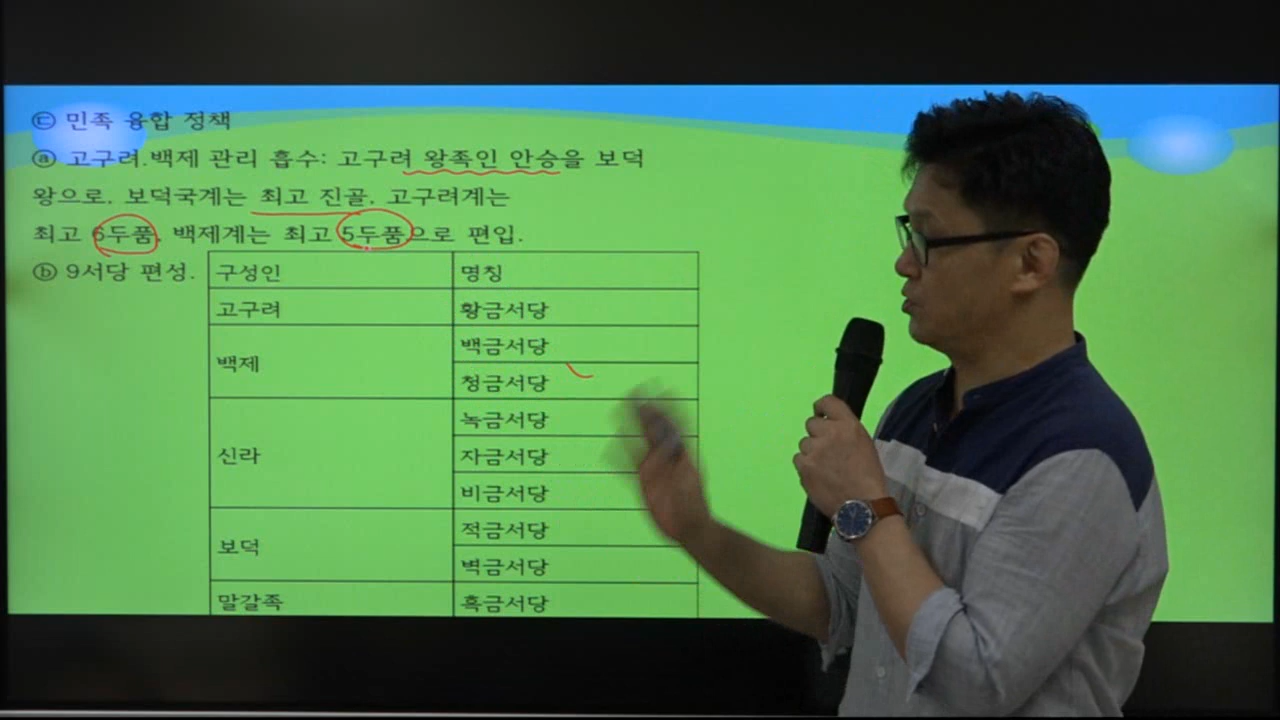 ㉢ 민족 융합 정책
ⓐ 고구려.백제 관리 흡수: 고구려 왕족인 안승을 보덕
왕으로, 보덕국계는 최고 진골, 고구려계는
최고 6두품, 백제계는 최고 5두품으로 편입.
ⓑ 9서당 편성.
구성인 명칭
고구려 황금서당
백제 백금서당
청금서당
신라 녹금서당
자금서당
비금서당
보덕 적금서당
벽금서당
말갈족 흑금서당